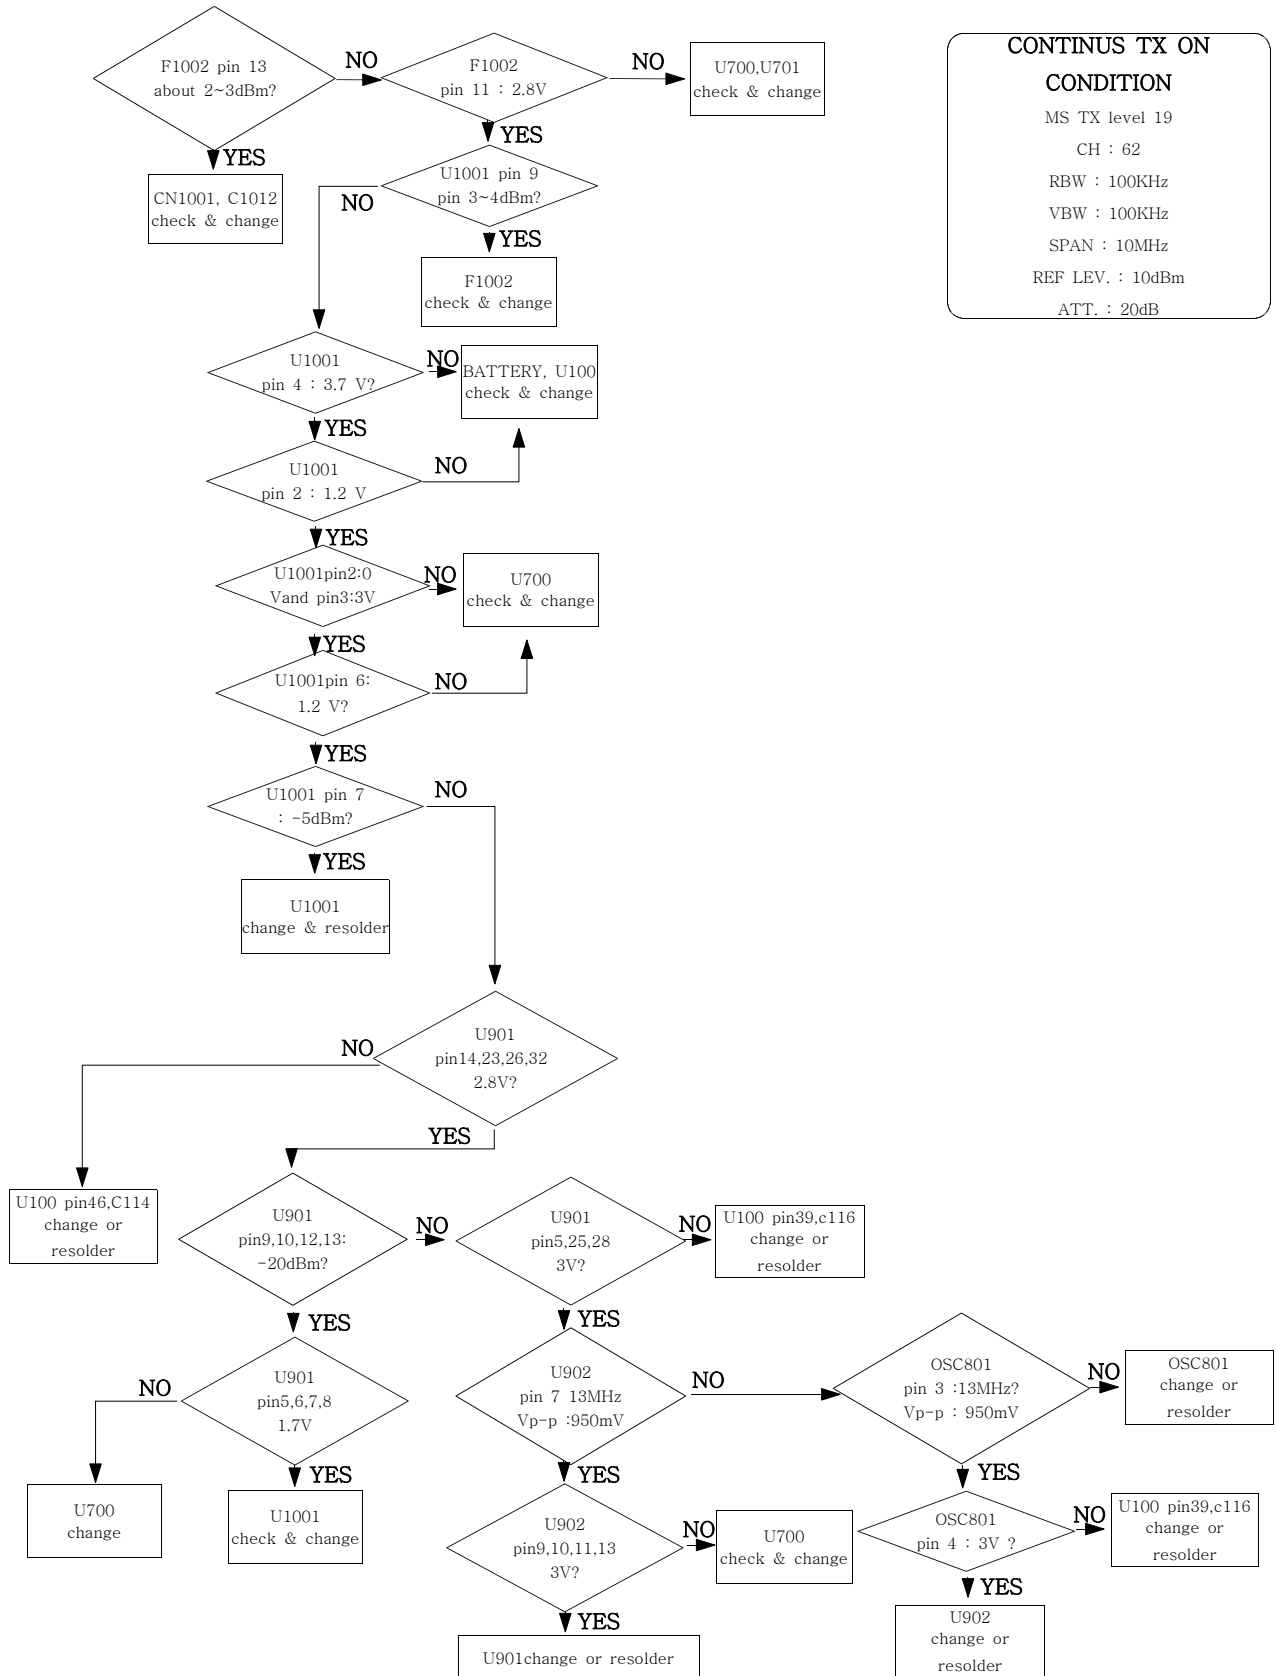 F1002 pin 13
about 2~3dBm?
NO
F1002
pin 11 : 2.8V
NO
U700,U701
check & change
CONTINUS TX ON
CONDITION
MS TX level 19
CH : 62
RBW : 100KHz
VBW : 100KHz
SPAN : 10MHz
REF LEV. : 10dBm
ATT. : 20dB
YES
YES
CN1001, C1012
check & change
U1001 pin 9
pin 3~4dBm?
NO
YES
F1002
check & change
U1001
pin 4 : 3.7 V?
NO
BATTERY, U100
check & change
YES
U1001
pin 2 : 1.2 V
NO
YES
U1001pin2:0
Vand pin3:3V
NO
U700
check & change
YES
U1001pin 6:
1.2 V?
NO
YES
U1001 pin 7
: -5dBm?
NO
YES
U1001
change & resolder
U901
pin14,23,26,32
2.8V?
NO
YES
U100 pin46,C114
change or
resolder
U901
pin9,10,12,13:
-20dBm?
NO
U901
pin5,25,28
3V?
NO
U100 pin39,c116
change or
resolder
YES
YES
U901
pin5,6,7,8
1.7V
NO
U902
pin 7 13MHz
Vp-p :950mV
NO
OSC801
pin 3 :13MHz?
Vp-p : 950mV
NO
OSC801
change or
resolder
YES
YES
YES
U700
change
U1001
check & change
U902
pin9,10,11,13
3V?
NO
U700
check & change
OSC801
pin 4 : 3V ?
NO
U100 pin39,c116
change or
resolder
YES
YES
U901change or resolder
U902
change or
resolder